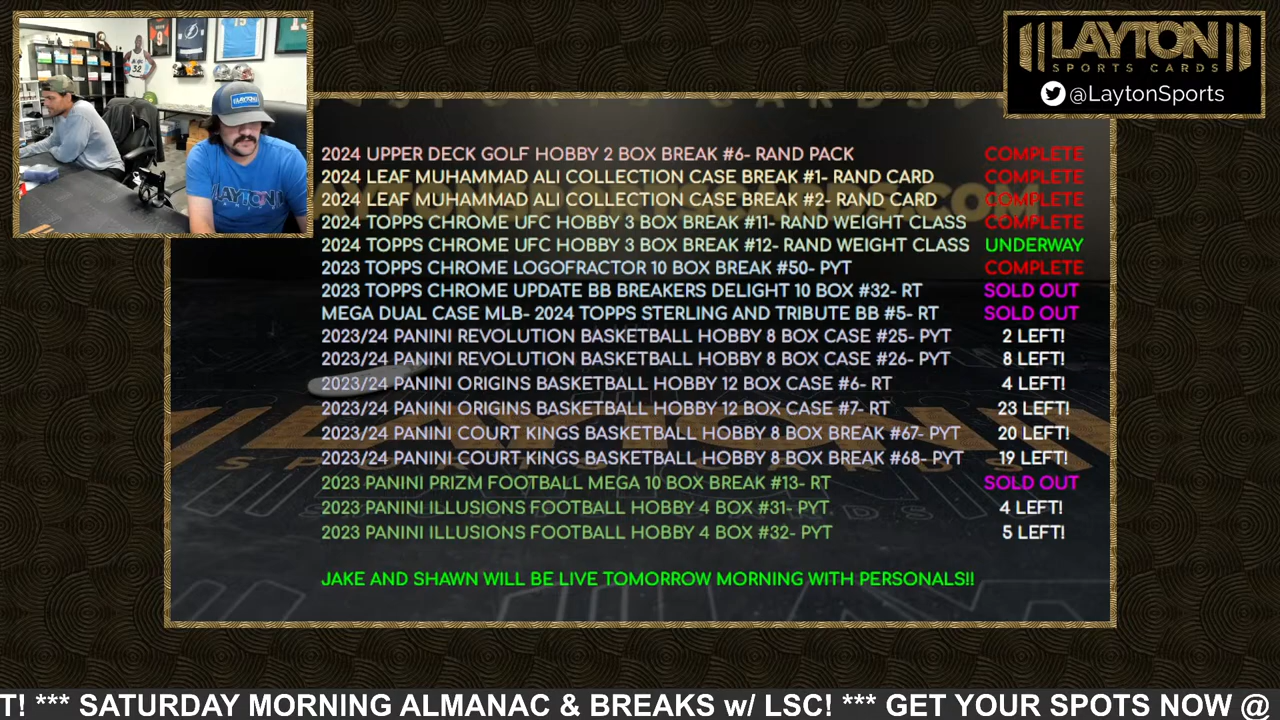 LAYTON
SPORTS CARDS
@LaytonSports
2024 UPPER DECK GOLF HOBBY 2 BOX BREAK #6- RAND PACK COMPLETE
2024 LEAF MUHAMMAD ALI COLLECTION CASE BREAK #1- RAND CARD COMPLETE
2024 LEAF MUHAMMAD ALI COLLECTION CASE BREAK #2- RAND CARD COMPLETE
2024 TOPPS CHROME UFC HOBBY 3 BOX BREAK #11- RAND WEIGHT CLASS COMPLETE
2024 TOPPS CHROME UFC HOBBY 3 BOX BREAK #12- RAND WEIGHT CLASS UNDERWAY
2023 TOPPS CHROME LOGOFRACTOR 10 BOX BREAK #50- PYT COMPLETE
2023 TOPPS CHROME UPDATE BB BREAKERS DELIGHT 10 BOX #32- RT SOLD OUT
MEGA DUAL CASE MLB- 2024 TOPPS STERLING AND TRIBUTE BB #5- RT SOLD OUT
2023/24 PANINI REVOLUTION BASKETBALL HOBBY 8 BOX CASE #25- PYT 2 LEFT!
2023/24 PANINI REVOLUTION BASKETBALL HOBBY 8 BOX CASE #26- PYT 8 LEFT!
2023/24 PANINI ORIGINS BASKETBALL HOBBY 12 BOX CASE #6- RT 4 LEFT!
2023/24 PANINI ORIGINS BASKETBALL HOBBY 12 BOX CASE #7- RT 23 LEFT!
2023/24 PANINI COURT KINGS BASKETBALL HOBBY 8 BOX BREAK #67- PYT 20 LEFT!
2023/24 PANINI COURT KINGS BASKETBALL HOBBY 8 BOX BREAK #68- PYT 19 LEFT!
2023 PANINI PRIZM FOOTBALL MEGA 10 BOX BREAK #13- RT SOLD OUT
2023 PANINI ILLUSIONS FOOTBALL HOBBY 4 BOX #31- PYT 4 LEFT!
2023 PANINI ILLUSIONS FOOTBALL HOBBY 4 BOX #32- PYT 5 LEFT!
JAKE AND SHAWN WILL BE LIVE TOMORROW MORNING WITH PERSONALS!!
T! *** SATURDAY MORNING ALMANAC & BREAKS w/ LSC! *** GET YOUR SPOTS NOW @